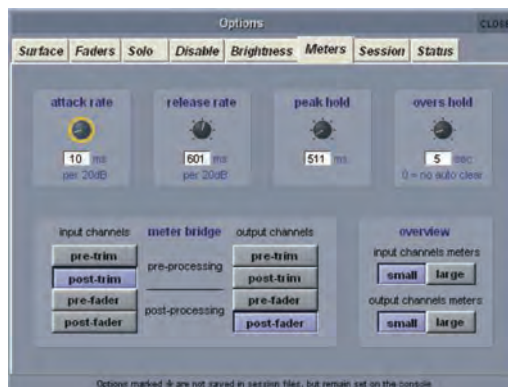 Options
CLOSE
Surface Faders Solo Disable Brightness Meters Session Status
attack rate release rate peak hold overs hold
10 ms 601 ms 511 ms 5 sec
per 20dB per 20dB 0 = no auto clear
input channels meter bridge output channels overview
pre-trim pre-trim input channels meters
post-trim pre-processing post-trim small large
pre-fader pre-fader output channels meters
post-fader post-processing post-fader small large
Options marked * are not saved in session files, but remain set on the console